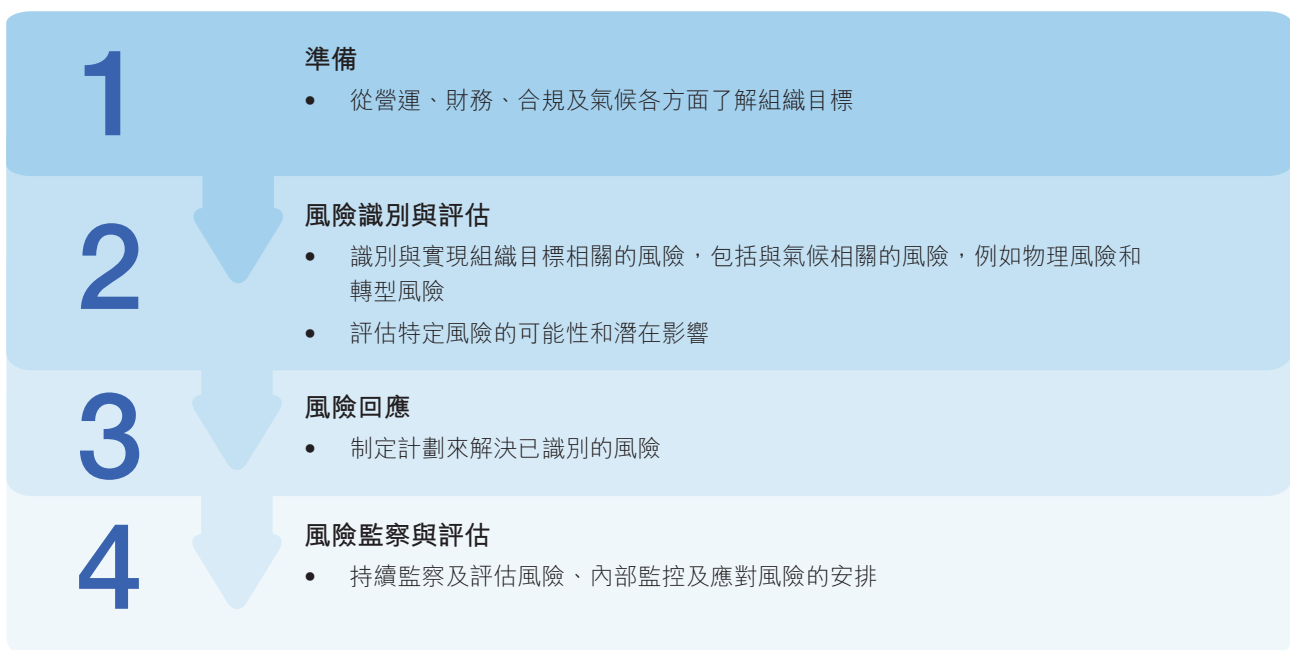 1
準備
• 從營運、財務、合規及氣候各方面了解組織目標
2
風險識別與評估
• 識別與實現組織目標相關的風險，包括與氣候相關的風險，例如物理風險和
轉型風險
• 評估特定風險的可能性和潛在影響
3
風險回應
• 制定計劃來解決已識別的風險
4
風險監察與評估
• 持續監察及評估風險、內部監控及應對風險的安排